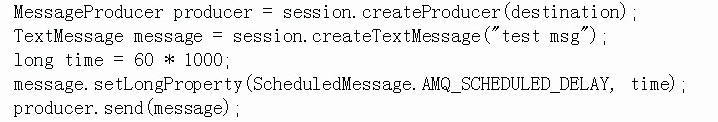 MessageProducer producer = session.createProducer(destination);
TextMessage message = session.createTextMessage("test msg");
long time = 60 * 1000;
message.setLongProperty(ScheduledMessage.AMQ_SCHEDULED_DELAY, time);
producer.send(message);